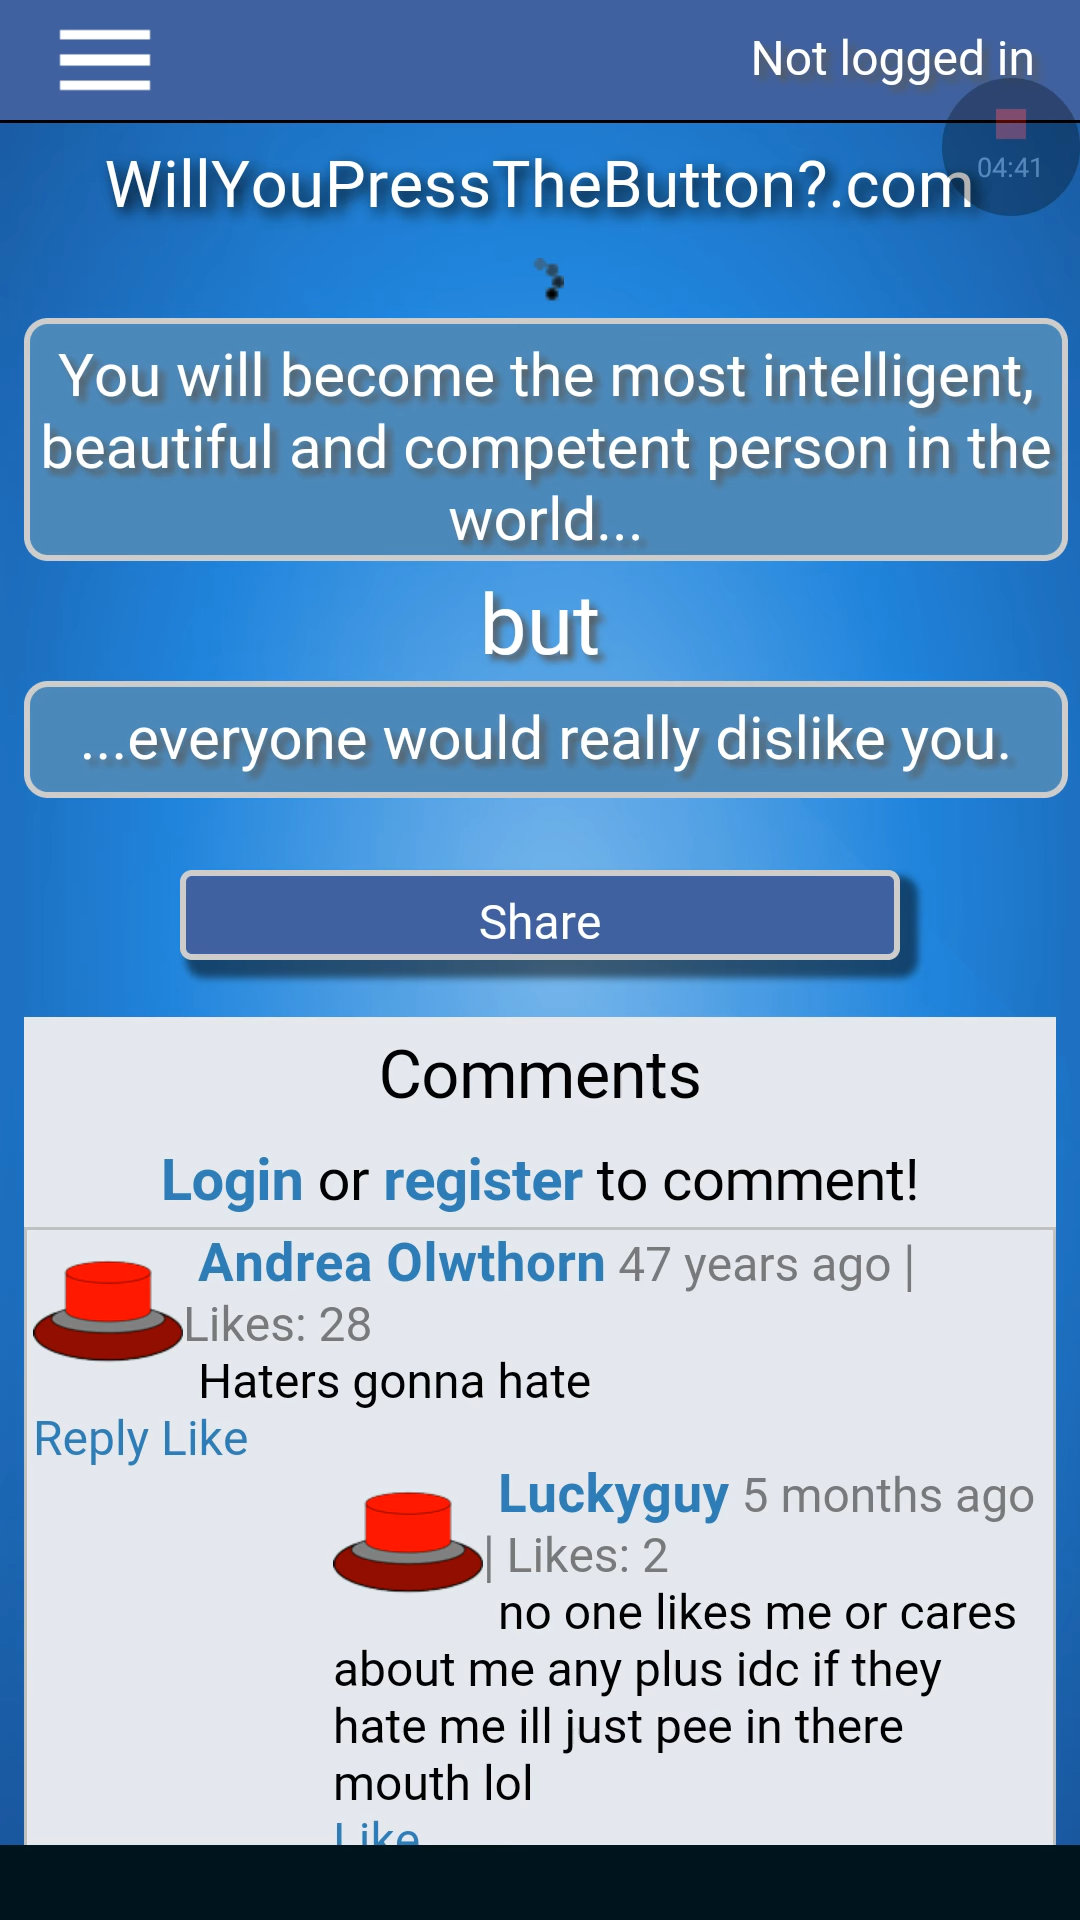 Not logged in
04:41
WillYouPressTheButton?.com
You will become the most intelligent,
beautiful and competent person in the
world...
but
...everyone would really dislike you.
Share
Comments
Login or register to comment!
Andrea Olwthorn 47 years ago |
Likes: 28
Haters gonna hate
Reply Like
Luckyguy 5 months ago
| Likes: 2
no one likes me or cares
about me any plus idc if they
hate me ill just pee in there
mouth lol
Like